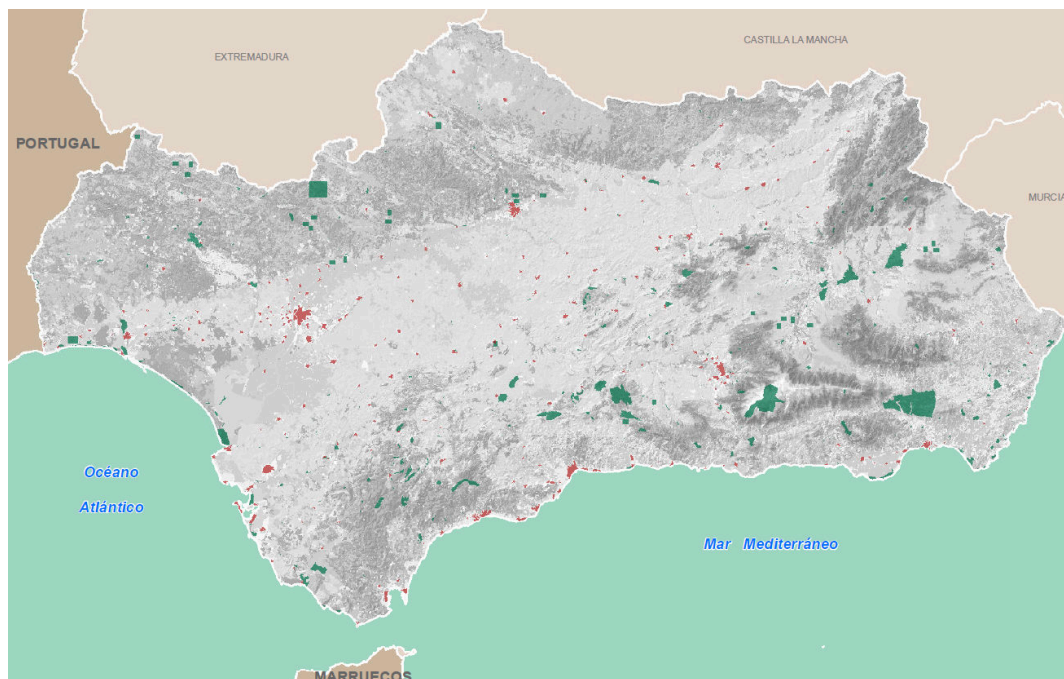 CASTILLA LA MANCHA
EXTREMADURA
PORTUGAL
MURCIA
Océano
Atlántico
Mar Mediterráneo
MARRUECOS